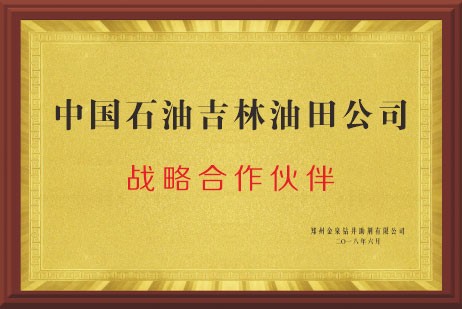 中国石油吉林油田公司
战略合作伙伴
郑州金泉钻井勘测有限公司
二〇一八年六月